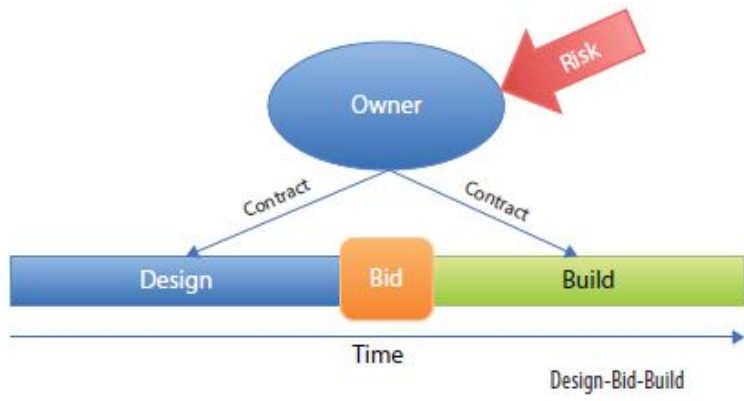 Risk
Owner
Contract
Contract
Design
Bid
Build
Time
Design-Bid-Build